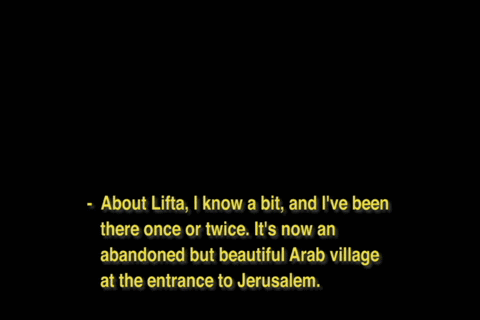 - About Lifta, I know a bit, and I've been
there once or twice. It's now an
abandoned but beautiful Arab village
at the entrance to Jerusalem.